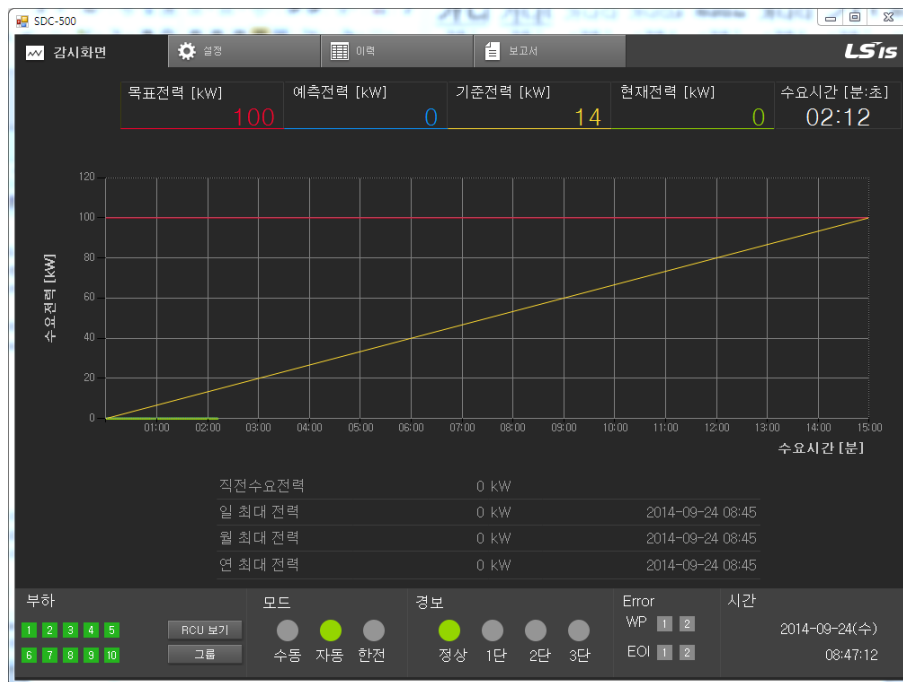 SDC-500
감시화면 설정 이력 보고서 LSIS
목표전력 [kW] 예측전력 [kW] 기준전력 [kW] 현재전력 [kW] 수요시간 [분:초]
100 0 14 0 02:12
120
100
80
60
40
20
0
수요전력 [kW]
01:00 02:00 03:00 04:00 05:00 06:00 07:00 08:00 09:00 10:00 11:00 12:00 13:00 14:00 15:00
수요시간 [분]
직전수요전력 0 kW
일 최대 전력 0 kW 2014-09-24 08:45
월 최대 전력 0 kW 2014-09-24 08:45
연 최대 전력 0 kW 2014-09-24 08:45
부하 모드 경보 Error 시간
1 2 3 4 5 RCU 보기 WP 1 2 2014-09-24(수)
6 7 8 9 10 그룹 수동 자동 한전 정상 1단 2단 3단 EOI 1 2 08:47:12